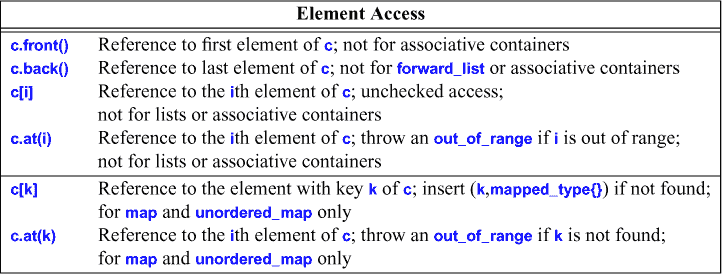 Element Access
c.front() Reference to first element of c; not for associative containers
c.back() Reference to last element of c; not for forward_list or associative containers
c[i] Reference to the ith element of c; unchecked access;
not for lists or associative containers
c.at(i) Reference to the ith element of c; throw an out_of_range if i is out of range;
not for lists or associative containers
c[k] Reference to the element with key k of c; insert (k,mapped_type{}) if not found;
for map and unordered_map only
c.at(k) Reference to the ith element of c; throw an out_of_range if k is not found;
for map and unordered_map only